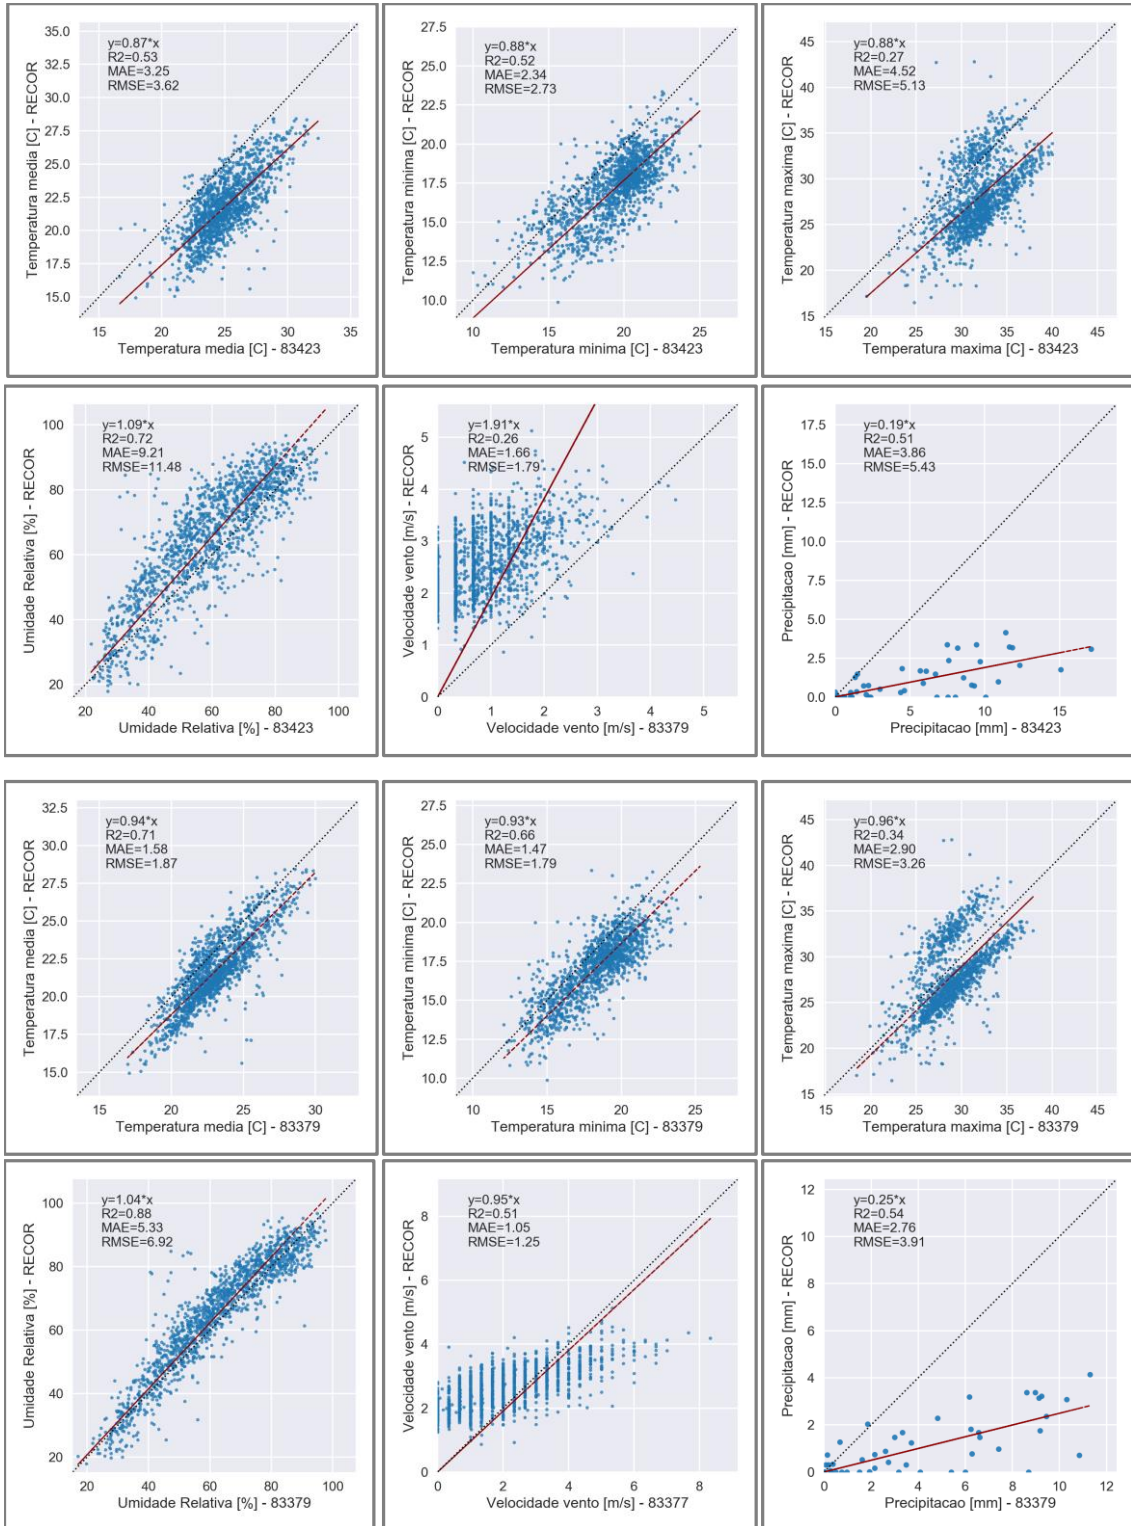 y=0.87*x
R2=0.53
MAE=3.25
RMSE=3.62
35.0
32.5
30.0
27.5
25.0
22.5
20.0
17.5
15.0
Temperatura media [C] - RECOR
15 20 25 30 35
Temperatura media [C] - 83423
y=0.88*x
R2=0.52
MAE=2.34
RMSE=2.73
27.5
25.0
22.5
20.0
17.5
15.0
12.5
10.0
Temperatura minima [C] - RECOR
10 15 20 25
Temperatura minima [C] - 83423
y=0.88*x
R2=0.27
MAE=4.52
RMSE=5.13
45
40
35
30
25
20
15
Temperatura maxima [C] - RECOR
15 20 25 30 35 40 45
Temperatura maxima [C] - 83423
y=1.09*x
R2=0.72
MAE=9.21
RMSE=11.48
100
80
60
40
20
Umidade Relativa [%] - RECOR
20 40 60 80 100
Umidade Relativa [%] - 83423
y=1.91*x
R2=0.26
MAE=1.66
RMSE=1.79
5
4
3
2
1
0
Velocidade vento [m/s] - RECOR
0 1 2 3 4 5
Velocidade vento [m/s] - 83379
y=0.19*x
R2=0.51
MAE=3.86
RMSE=5.43
17.5
15.0
12.5
10.0
7.5
5.0
2.5
0.0
Precipitacao [mm] - RECOR
0 5 10 15
Precipitacao [mm] - 83423
y=0.94*x
R2=0.71
MAE=1.58
RMSE=1.87
32.5
30.0
27.5
25.0
22.5
20.0
17.5
15.0
Temperatura media [C] - RECOR
15 20 25 30
Temperatura media [C] - 83379
y=0.93*x
R2=0.66
MAE=1.47
RMSE=1.79
27.5
25.0
22.5
20.0
17.5
15.0
12.5
10.0
Temperatura minima [C] - RECOR
10 15 20 25
Temperatura minima [C] - 83379
y=0.96*x
R2=0.34
MAE=2.90
RMSE=3.26
45
40
35
30
25
20
15
Temperatura maxima [C] - RECOR
15 20 25 30 35 40 45
Temperatura maxima [C] - 83379
y=1.04*x
R2=0.88
MAE=5.33
RMSE=6.92
100
80
60
40
20
Umidade Relativa [%] - RECOR
20 40 60 80 100
Umidade Relativa [%] - 83379
y=0.95*x
R2=0.51
MAE=1.05
RMSE=1.25
8
6
4
2
0
Velocidade vento [m/s] - RECOR
0 2 4 6 8
Velocidade vento [m/s] - 83377
y=0.25*x
R2=0.54
MAE=2.76
RMSE=3.91
12
10
8
6
4
2
0
Precipitacao [mm] - RECOR
0 2 4 6 8 10 12
Precipitacao [mm] - 83379